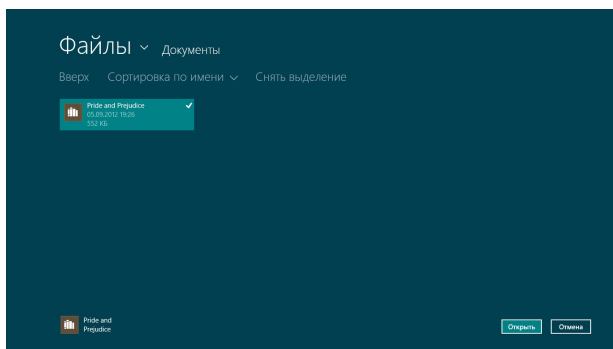 Файлы Документы
Вверх Сортировка по имени Снять выделение
Pride and Prejudice
05.09.2012 19:26
552 КБ
Pride and
Prejudice
Открыть Отмена